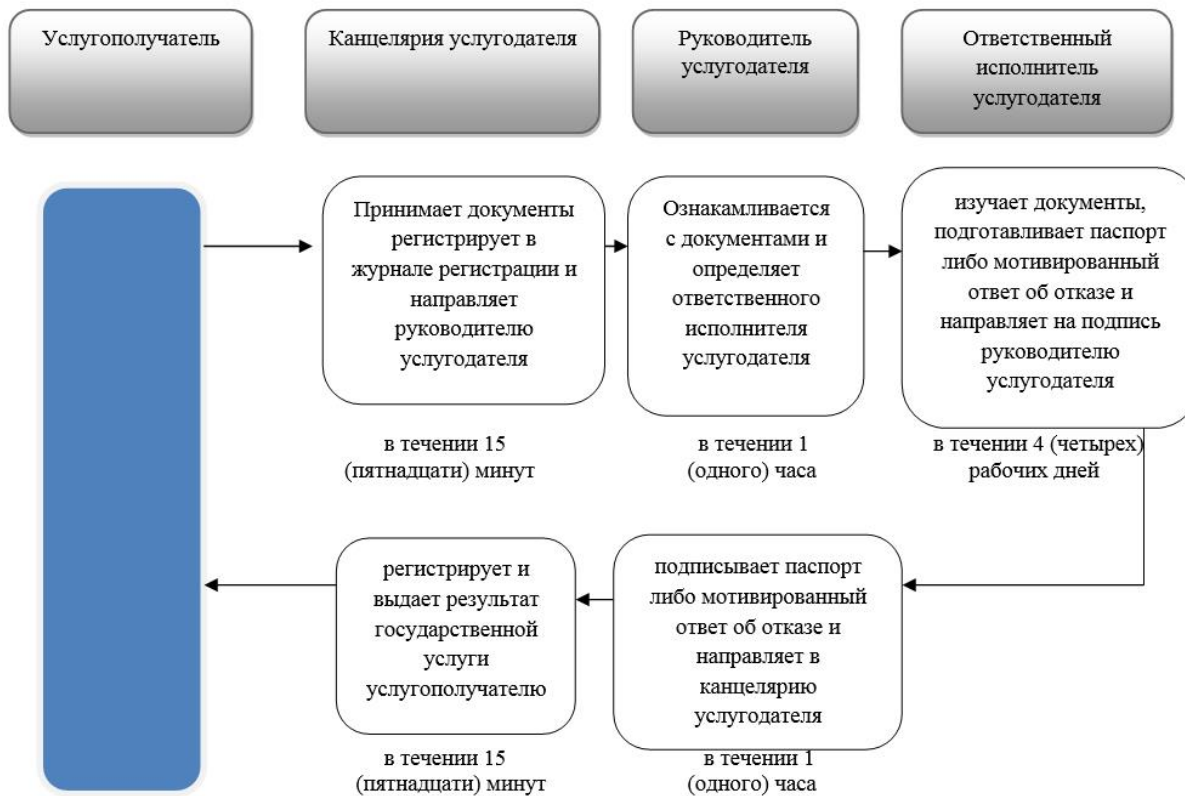 Услугополучатель
Канцелярия услугодателя
Руководитель
услугодателя
Ответственный
исполнитель
услугодателя
Принимает документы
регистрирует в
журнале регистрации и
направляет
руководителю
услугодателя
Ознакамливается
с документами и
определяет
ответственного
исполнителя
услугодателя
изучает документы,
подготавливает паспорт
либо мотивированный
ответ об отказе и
направляет на подпись
руководителю
услугодателя
в течении 15
(пятнадцати) минут
в течении 1
(одного) часа
в течении 4 (четырех)
рабочих дней
регистрирует и
выдает результат
государственной
услуги
услугополучателю
подписывает паспорт
либо мотивированный
ответ об отказе и
направляет в
канцелярию
услугодателя
в течении 15
(пятнадцати) минут
в течении 1
(одного) часа